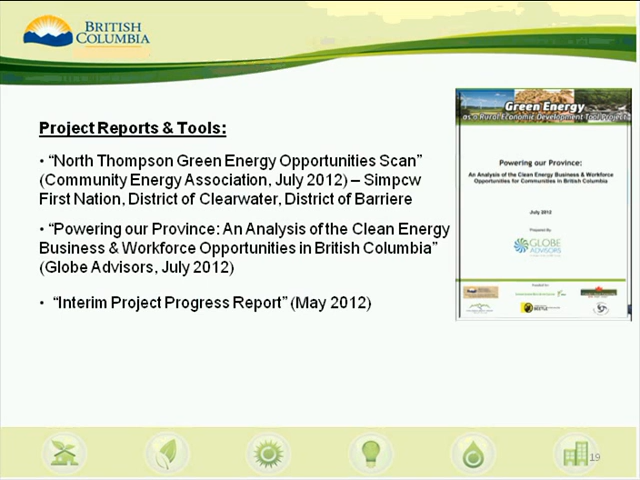 BRITISH
COLUMBIA
Project Reports & Tools:
• “North Thompson Green Energy Opportunities Scan”
(Community Energy Association, July 2012) – Simpcw
First Nation, District of Clearwater, District of Barriere
• “Powering our Province: An Analysis of the Clean Energy
Business & Workforce Opportunities in British Columbia”
(Globe Advisors, July 2012)
• “Interim Project Progress Report” (May 2012)
Green Energy
as a Rural Economic Development Tool Project
Powering our Province:
An Analysis of the Clean Energy Business & Workforce
Opportunities for Communities in British Columbia
July 2012
Prepared By
GLOBE
ADVISORS
BEETLE
19